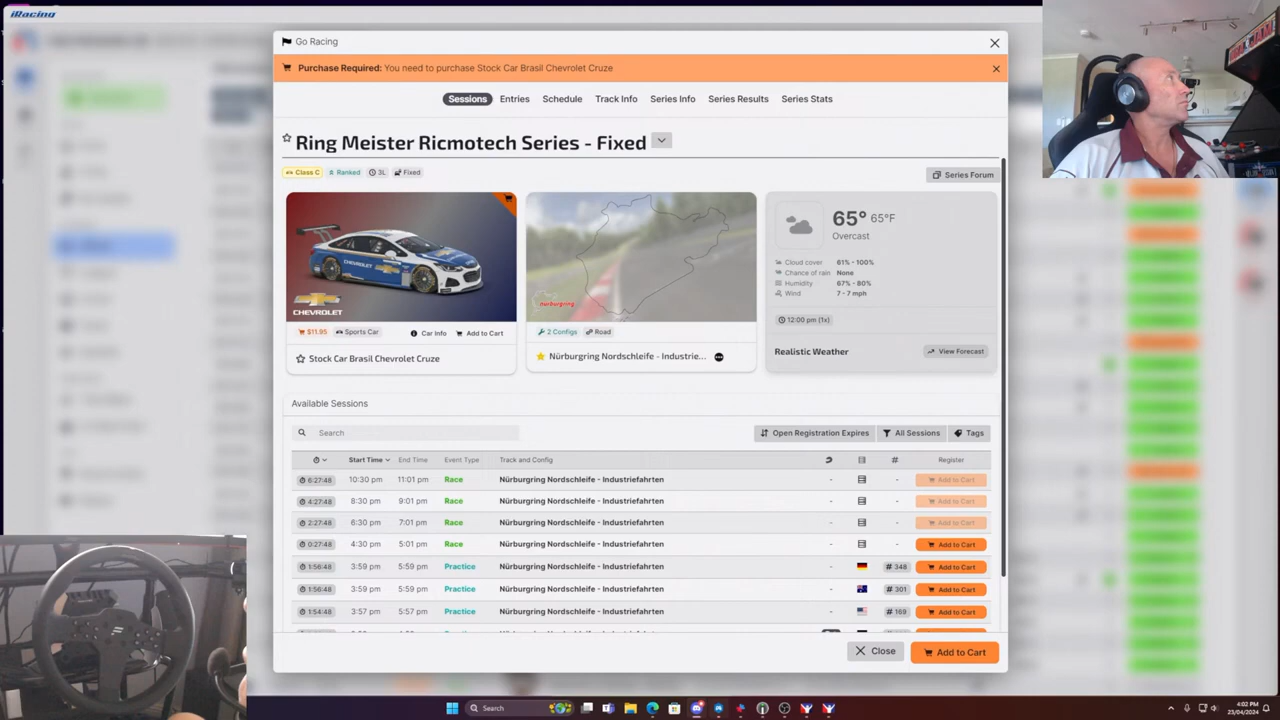 iRacing
Go Racing
Purchase Required: You need to purchase Stock Car Brasil Chevrolet Cruze
Sessions Entries Schedule Track Info Series Info Series Results Series Stats
Ring Meister Ricmotech Series - Fixed
Class C Ranked 3L Fixed
Series Forum
CHEVROLET
$11.95 Sports Car Car Info Add to Cart
Stock Car Brasil Chevrolet Cruze
nürburgring
2 Configs Road
Nürburgring Nordschleife - Industrie...
65° 65°F
Overcast
Cloud cover 61% - 100%
Chance of rain None
Humidity 67% - 80%
Wind 7 - 7 mph
12:00 pm (1x)
Realistic Weather View Forecast
Available Sessions
Search Open Registration Expires All Sessions Tags
Start Time End Time Event Type Track and Config # Register
6:27:48 10:30 pm 11:01 pm Race Nürburgring Nordschleife - Industriefahrten - - Add to Cart
4:27:48 8:30 pm 9:01 pm Race Nürburgring Nordschleife - Industriefahrten - - Add to Cart
2:27:48 6:30 pm 7:01 pm Race Nürburgring Nordschleife - Industriefahrten - - Add to Cart
0:27:48 4:30 pm 5:01 pm Race Nürburgring Nordschleife - Industriefahrten - - Add to Cart
1:56:48 3:59 pm 5:59 pm Practice Nürburgring Nordschleife - Industriefahrten - # 348 Add to Cart
1:56:48 3:59 pm 5:59 pm Practice Nürburgring Nordschleife - Industriefahrten - # 301 Add to Cart
1:54:48 3:57 pm 5:57 pm Practice Nürburgring Nordschleife - Industriefahrten - # 169 Add to Cart
Close Add to Cart
Search
4:02 PM
23/04/2024